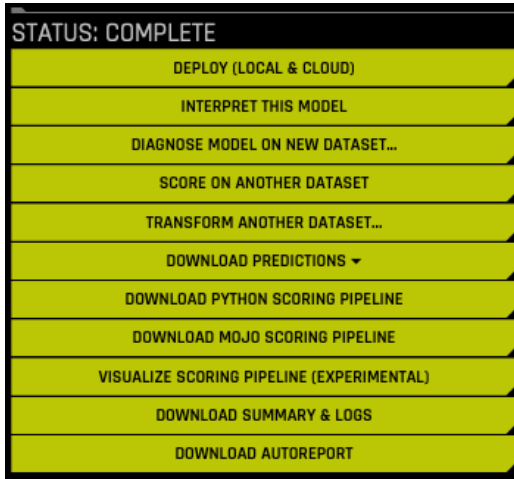 STATUS: COMPLETE
DEPLOY (LOCAL & CLOUD)
INTERPRET THIS MODEL
DIAGNOSE MODEL ON NEW DATASET...
SCORE ON ANOTHER DATASET
TRANSFORM ANOTHER DATASET...
DOWNLOAD PREDICTIONS
DOWNLOAD PYTHON SCORING PIPELINE
DOWNLOAD MOJO SCORING PIPELINE
VISUALIZE SCORING PIPELINE (EXPERIMENTAL)
DOWNLOAD SUMMARY & LOGS
DOWNLOAD AUTOREPORT